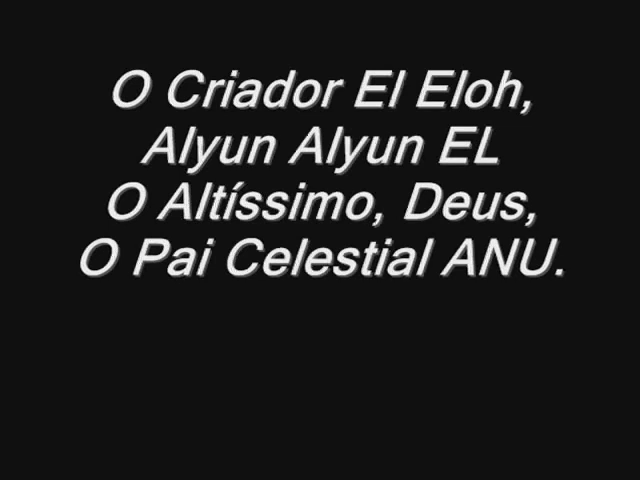 O Criador El Eloh,
Alyun Alyun EL
O Altíssimo, Deus,
O Pai Celestial ANU.